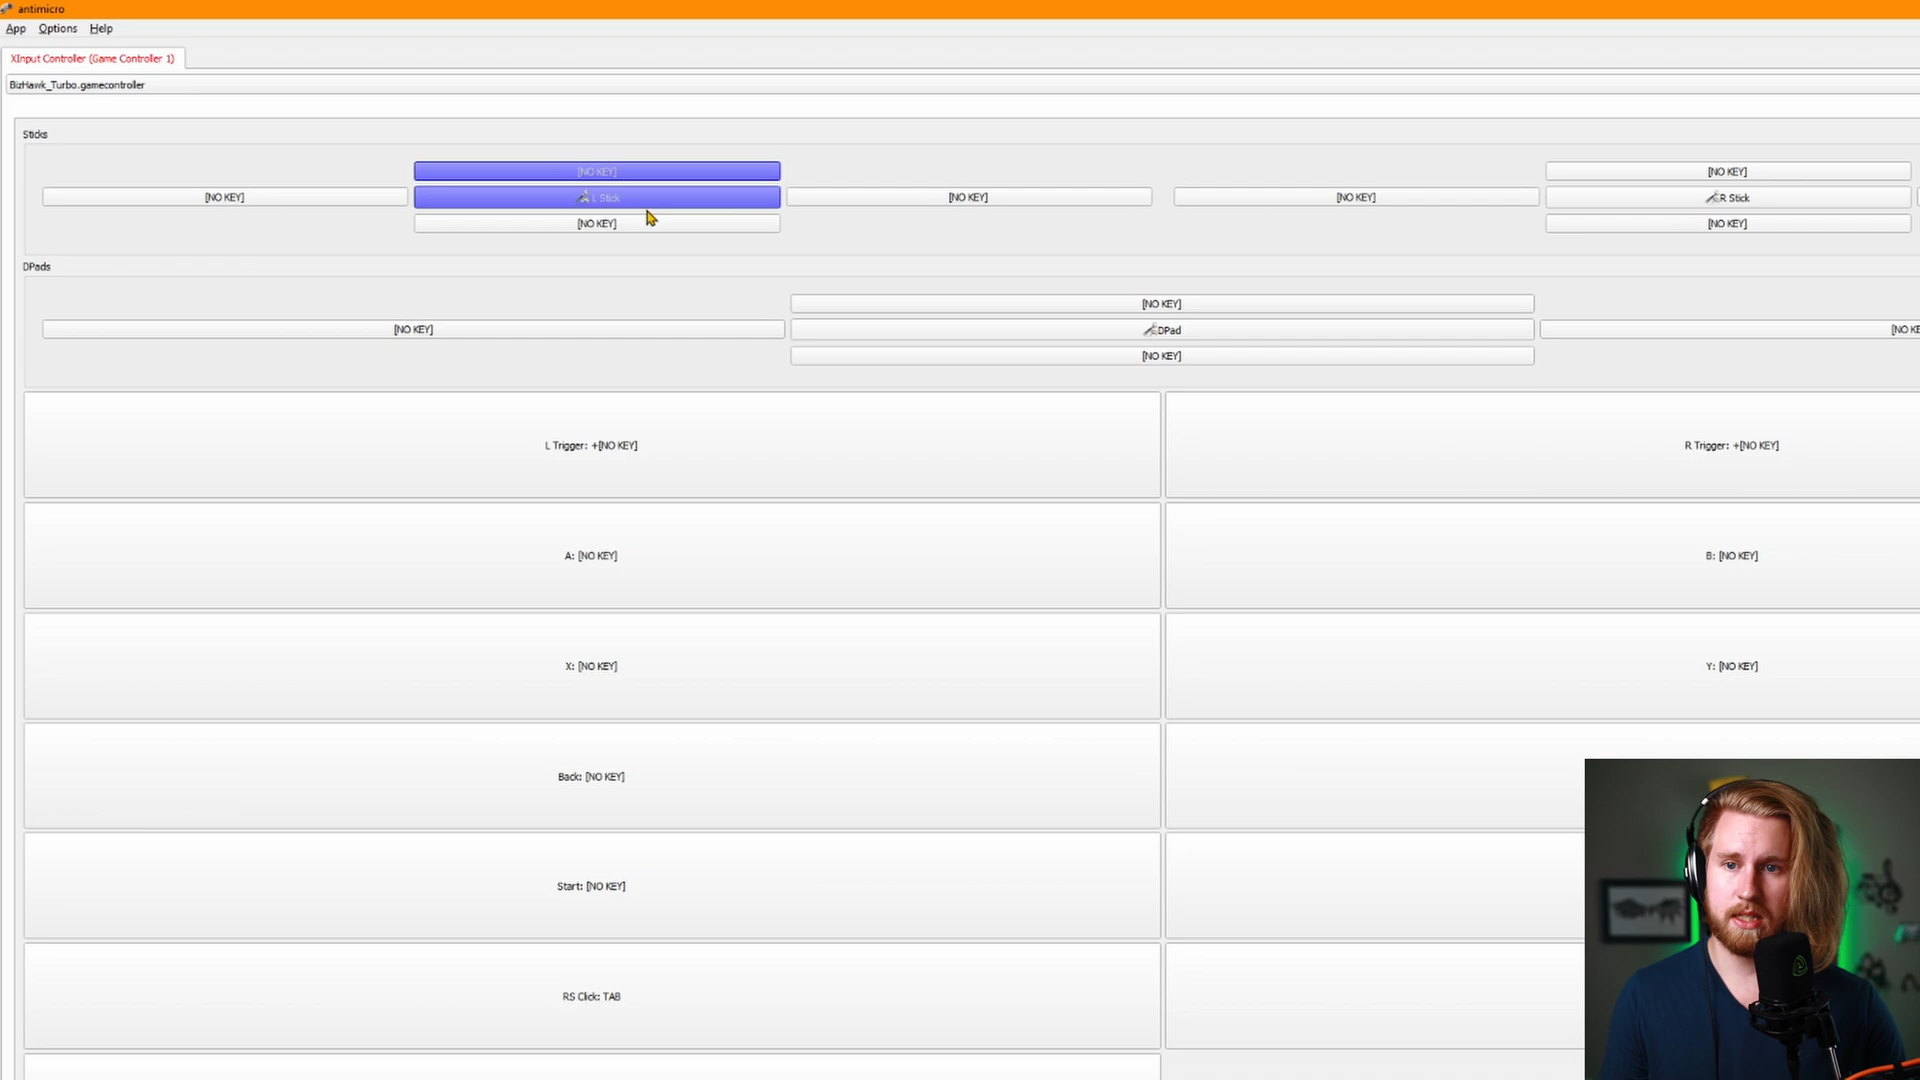 antimicro
App Options Help
XInput Controller (Game Controller 1)
BizHawk_Turbo.gamecontroller
Sticks
[NO KEY]
[NO KEY]
[NO KEY]
L Stick
[NO KEY]
[NO KEY]
[NO KEY]
R Stick
[NO KEY]
[NO KEY]
DPads
[NO KEY]
[NO KEY]
DPad
[NO KE
[NO KEY]
L Trigger: +[NO KEY]
R Trigger: +[NO KEY]
A: [NO KEY]
B: [NO KEY]
X: [NO KEY]
Y: [NO KEY]
Back: [NO KEY]
Start: [NO KEY]
RS Click: TAB